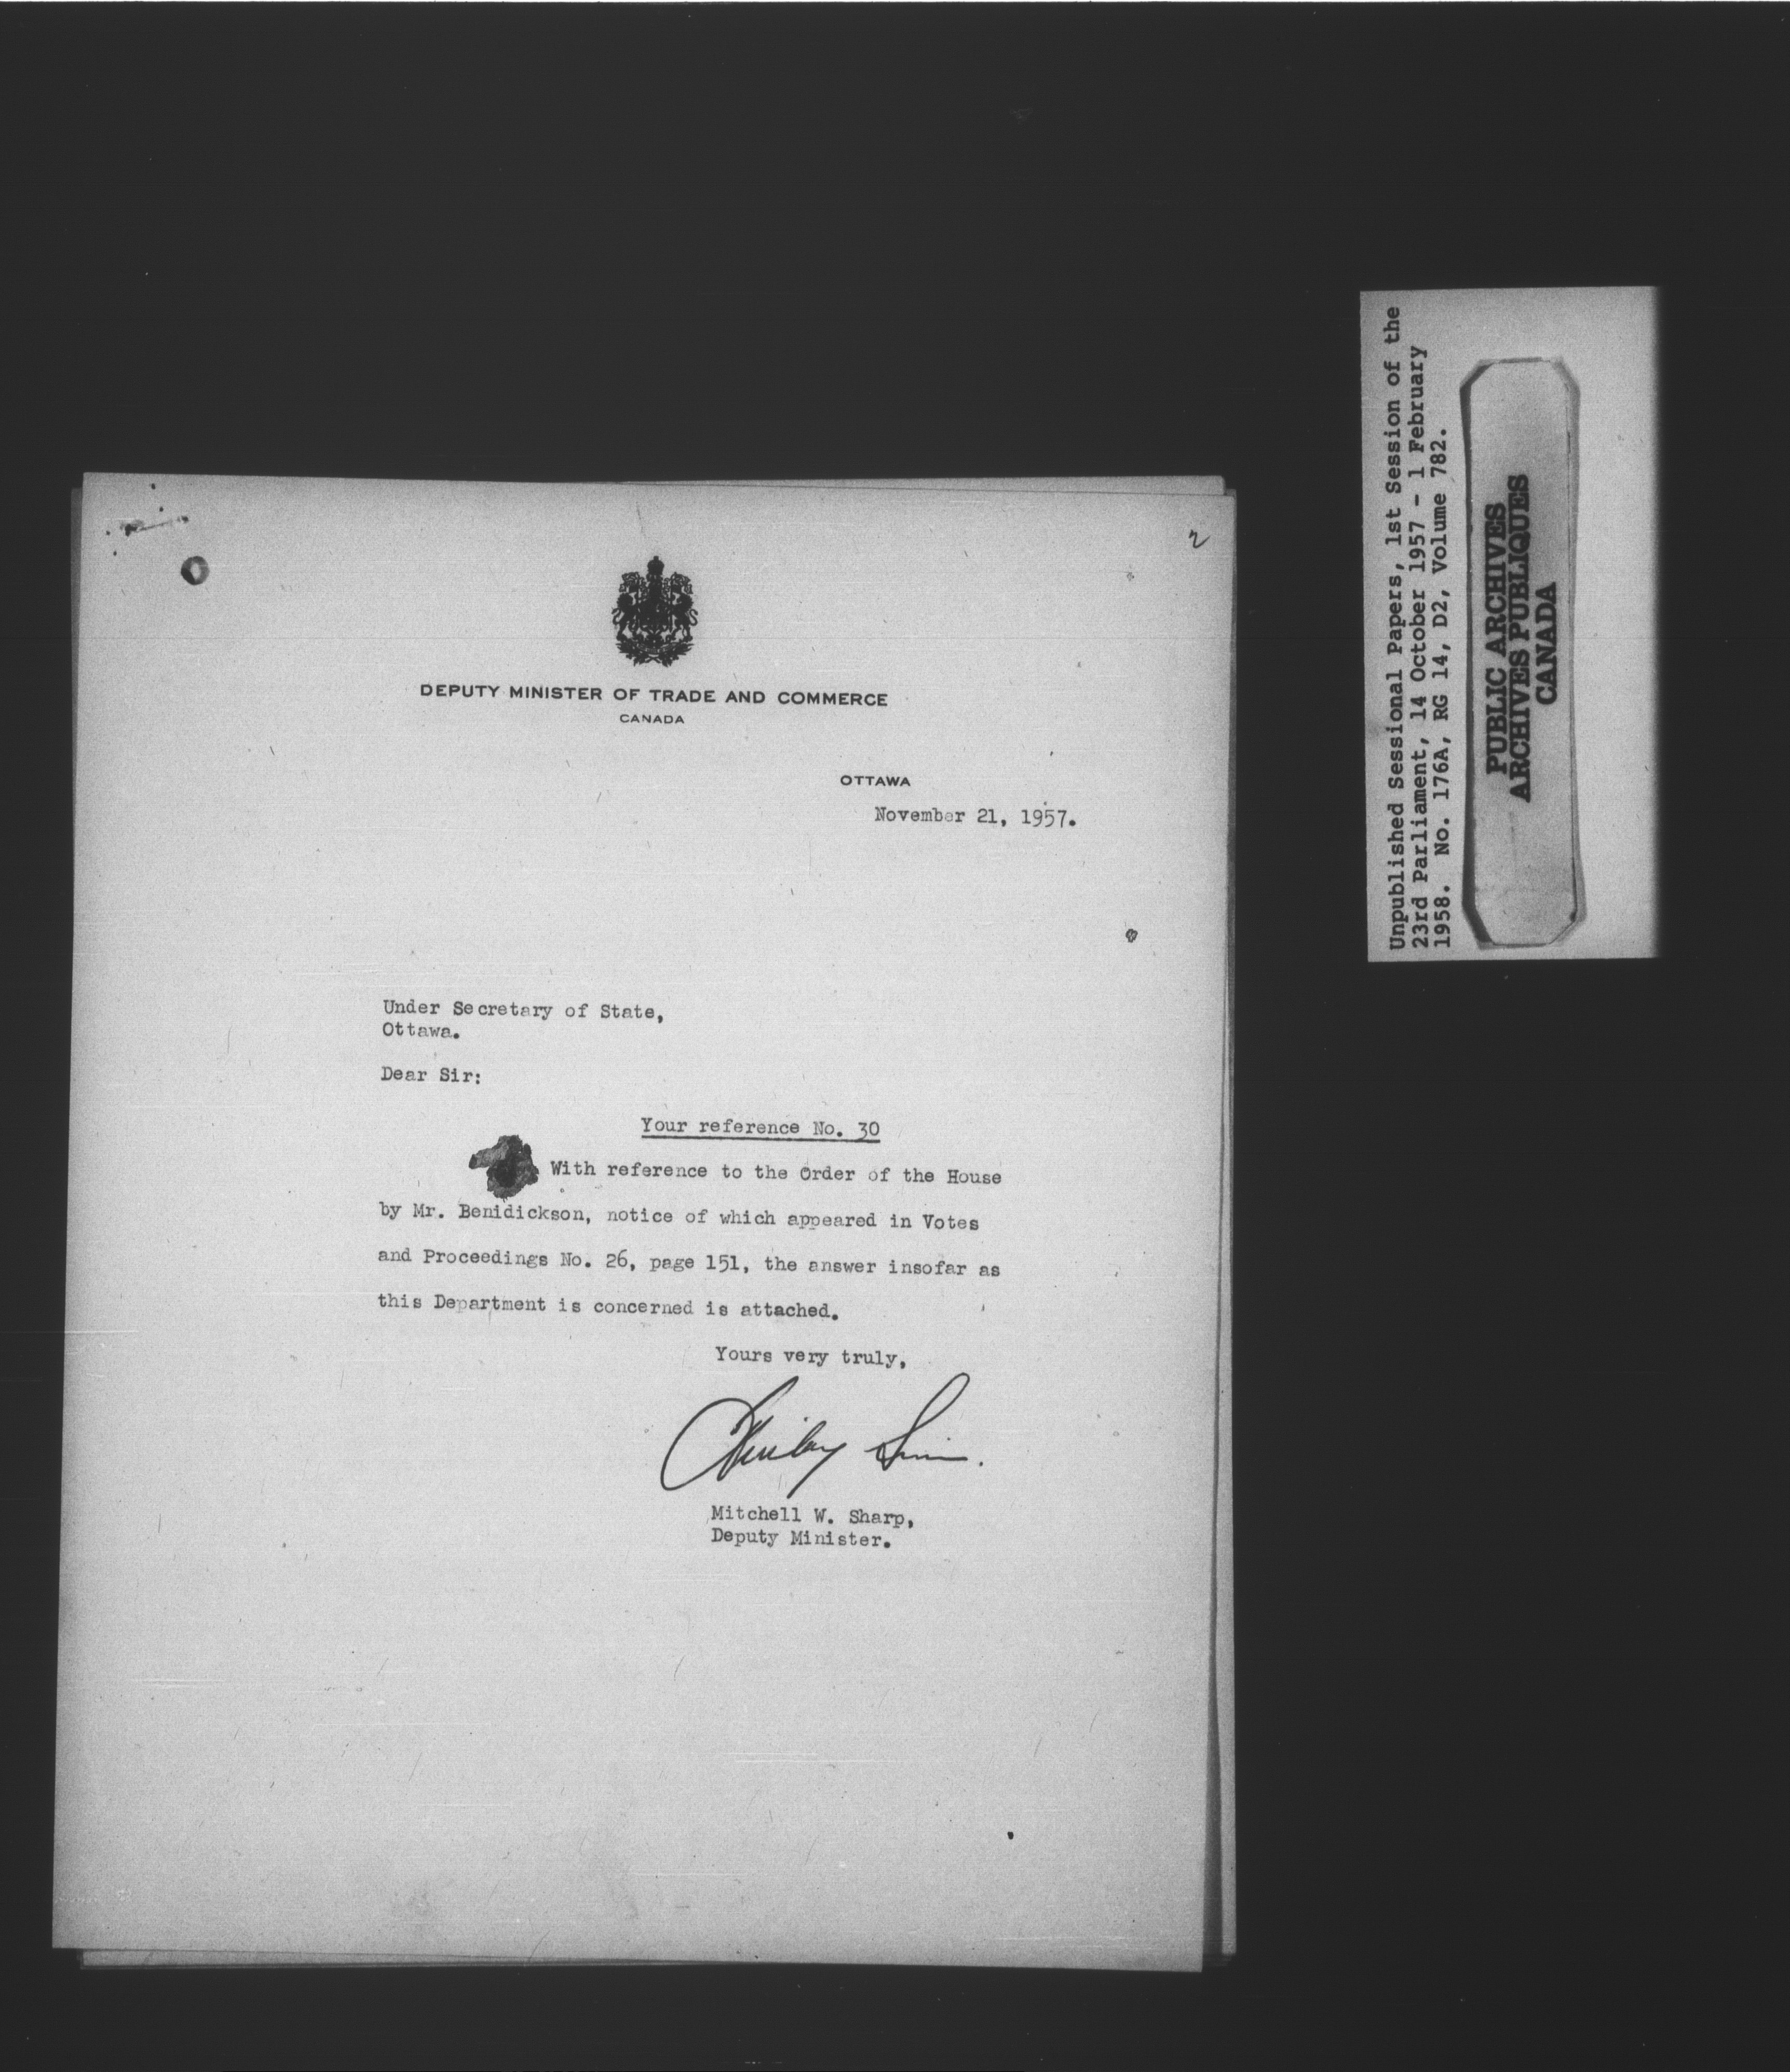 2
DEPUTY MINISTER OF TRADE AND COMMERCE
CANADA
OTTAWA
November 21, 1957.
Under Secretary of State,
Ottawa.
Dear Sir:
Your reference No. 30
With reference to the Order of the House
by Mr. Benidickson, notice of which appeared in Votes
and Proceedings No. 26, page 151, the answer insofar as
this Department is concerned is attached.
Yours very truly,
Mitchell W. Sharp,
Deputy Minister.
Unpublished Sessional Papers, 1st Session of the
23rd Parliament, 14 October 1957 - 1 February
1958. No. 176A, RG 14, D2, Volume 782.
PUBLIC ARCHIVES
ARCHIVES PUBLIQUES
CANADA